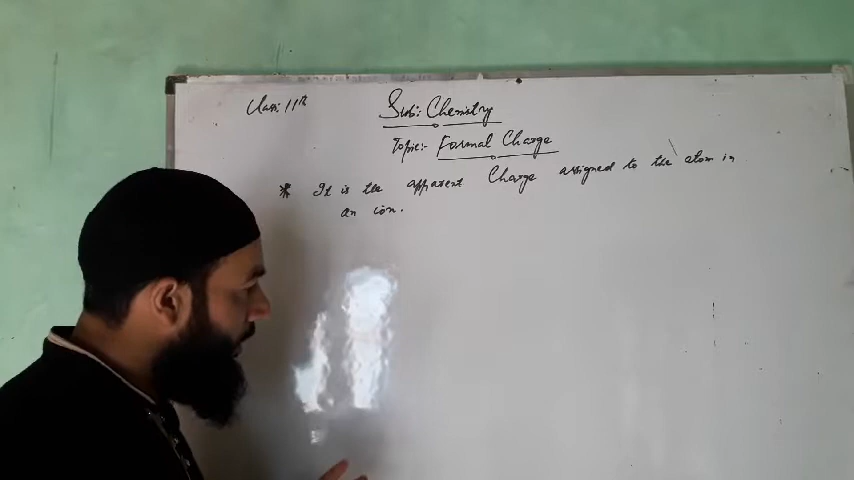 Class: 11th
Sub: Chemistry
Topic:- Formal Charge
* It is the apparent Charge assigned to the atom in
an ion.